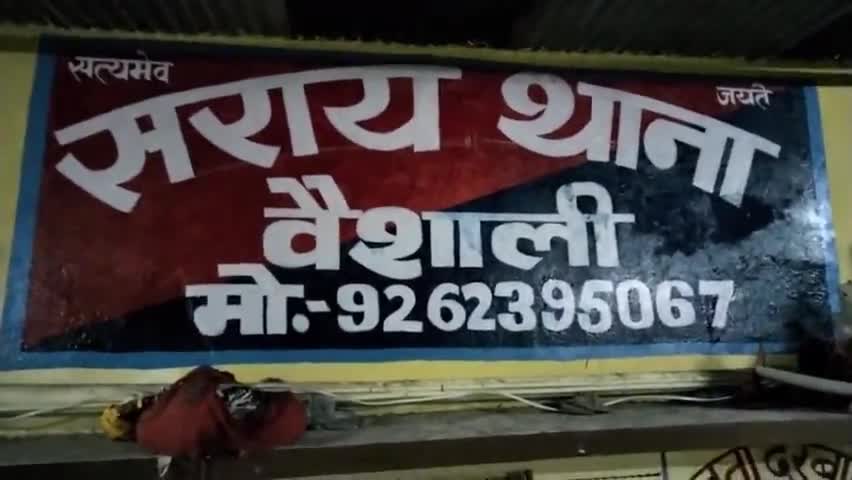 सत्यमेव जयते
सराय थाना
वैशाली
मो.-9262395067